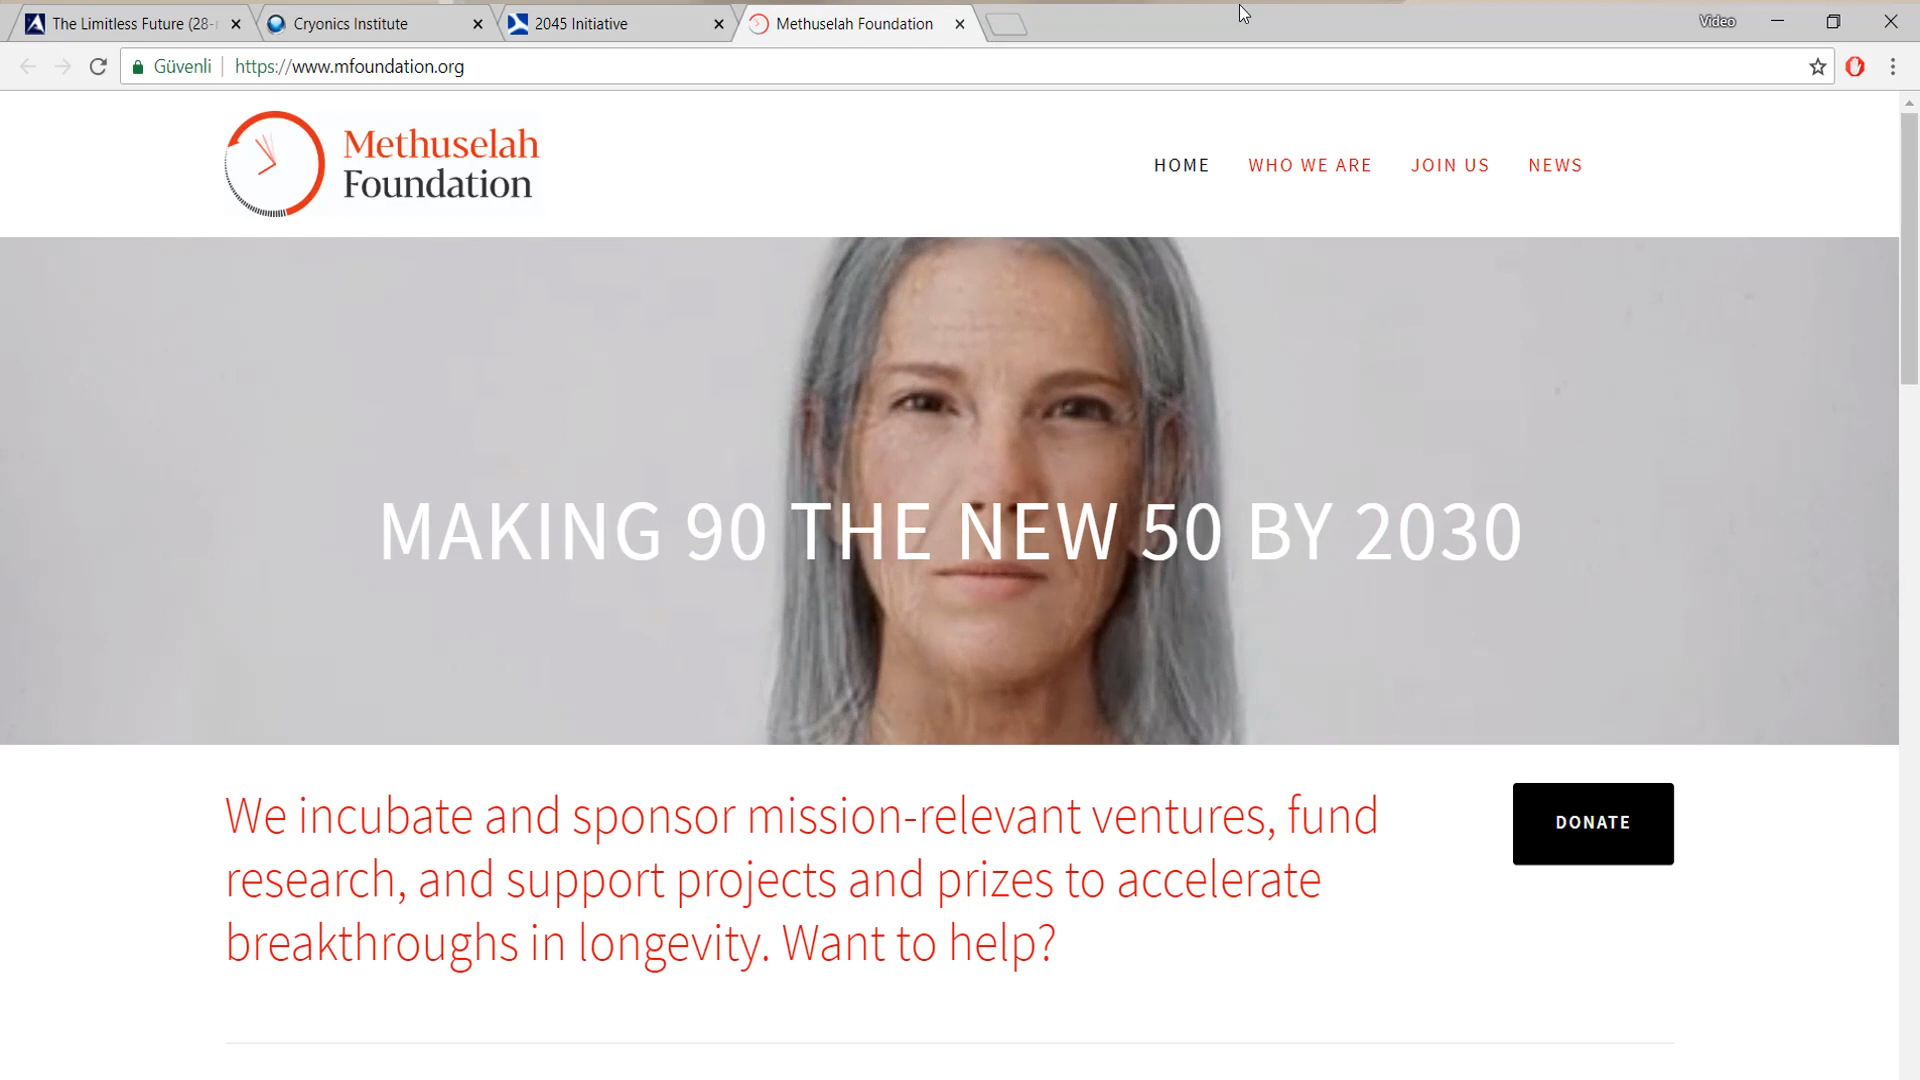 The Limitless Future (28-
Cryonics Institute
2045 Initiative
Methuselah Foundation
Video
Güvenli
https://www.mfoundation.org
Methuselah
Foundation
HOME
WHO WE ARE
JOIN US
NEWS
MAKING 90 THE NEW 50 BY 2030
We incubate and sponsor mission-relevant ventures, fund
research, and support projects and prizes to accelerate
breakthroughs in longevity. Want to help?
DONATE